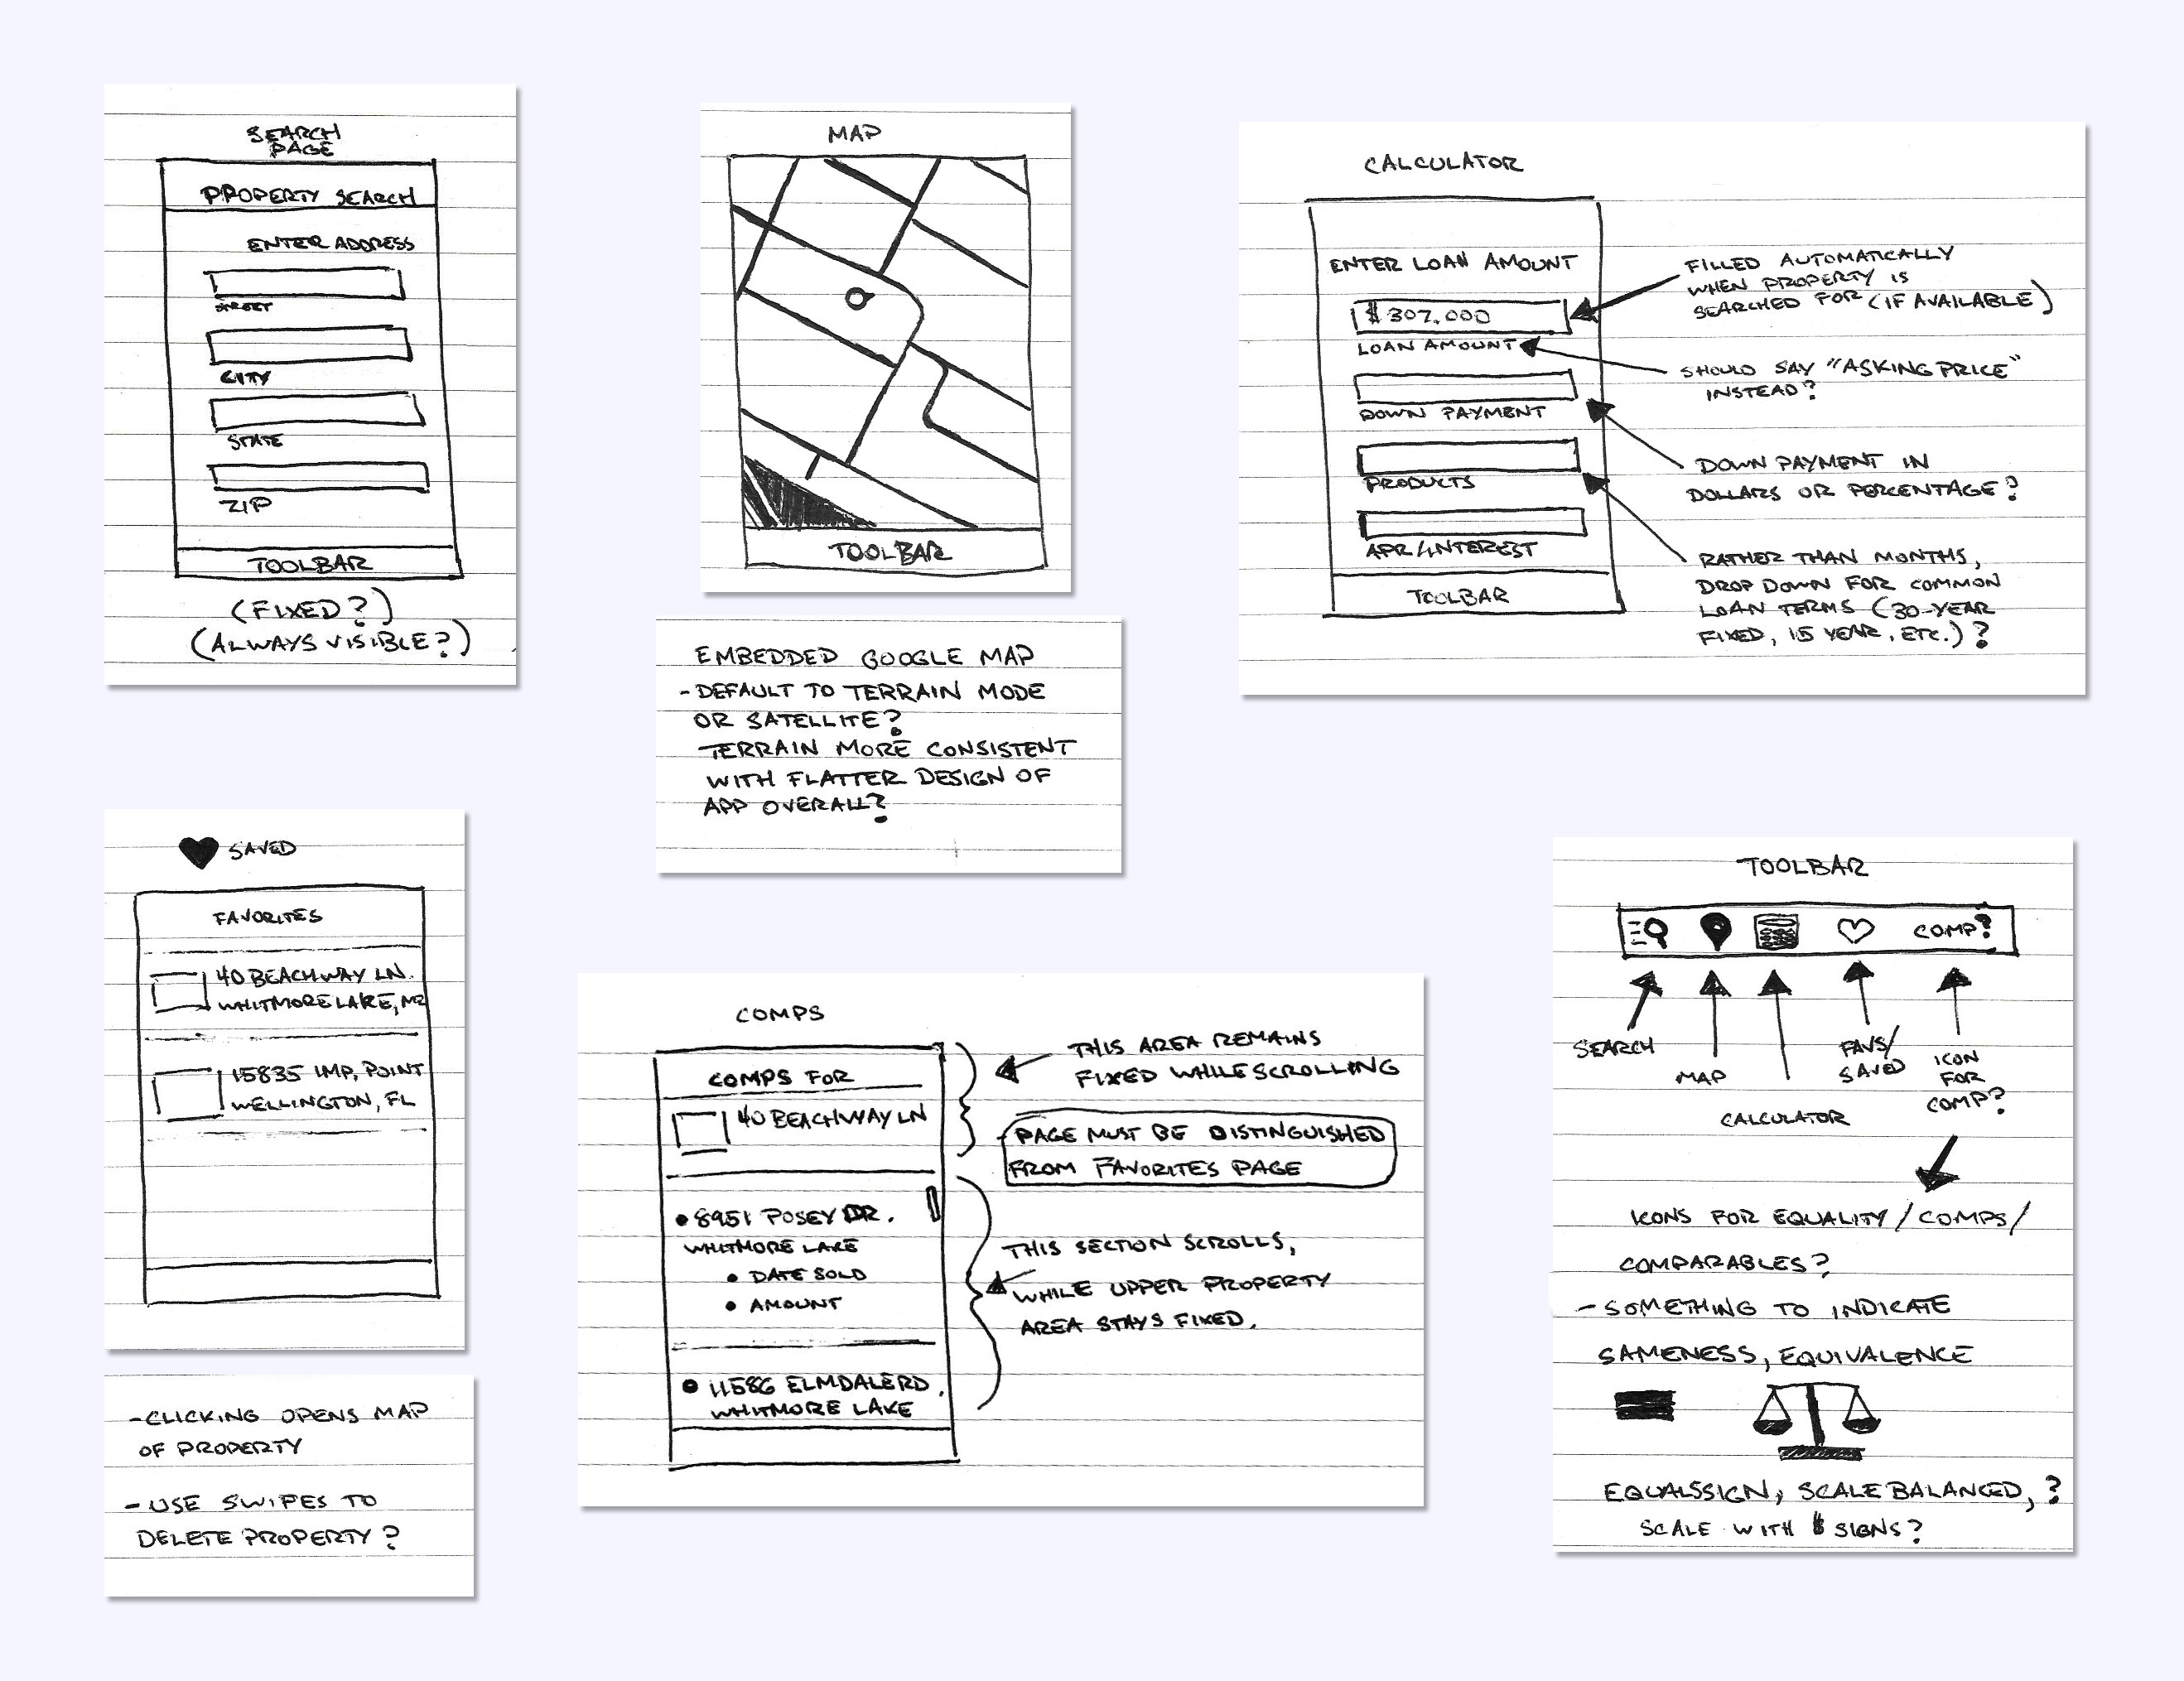 SEARCH
PAGE
PROPERTY SEARCH
ENTER ADDRESS
STREET
CITY
STATE
ZIP
TOOLBAR
(FIXED?)
(ALWAYS VISIBLE?)
MAP
TOOLBAR
EMBEDDED GOOGLE MAP
- DEFAULT TO TERRAIN MODE
OR SATELLITE?
TERRAIN MORE CONSISTENT
WITH FLATTER DESIGN OF
APP OVERALL?
CALCULATOR
ENTER LOAN AMOUNT
$307,000
LOAN AMOUNT
DOWN PAYMENT
PRODUCTS
APR/INTEREST
TOOLBAR
FILLED AUTOMATICALLY
WHEN PROPERTY IS
SEARCHED FOR (IF AVAILABLE)
SHOULD SAY "ASKING PRICE"
INSTEAD?
DOWN PAYMENT IN
DOLLARS OR PERCENTAGE?
RATHER THAN MONTHS,
DROP DOWN FOR COMMON
LOAN TERMS (30-YEAR
FIXED, 15 YEAR, ETC.)?
SAVED
FAVORITES
40 BEACHWAY LN.
WHITMORE LAKE, MI
15835 IMP. POINT
WELLINGTON, FL
- CLICKING OPENS MAP
OF PROPERTY
- USE SWIPES TO
DELETE PROPERTY?
COMPS
COMPS FOR
40 BEACHWAY LN
• 8951 POSEY DR.
WHITMORE LAKE
• DATE SOLD
• AMOUNT
• 11586 ELMDALE RD.
WHITMORE LAKE
THIS AREA REMAINS
FIXED WHILE SCROLLING
- PAGE MUST BE DISTINGUISHED
FROM FAVORITES PAGE
THIS SECTION SCROLLS,
WHILE UPPER PROPERTY
AREA STAYS FIXED.
TOOLBAR
COMP?
SEARCH
MAP
CALCULATOR
FAVS/
SAVED
ICON
FOR
COMP?
ICONS FOR EQUALITY/COMPS/
COMPARABLES?
- SOMETHING TO INDICATE
SAMENESS, EQUIVALENCE
EQUALSSIGN, SCALE BALANCED, ?
SCALE WITH $ SIGNS?